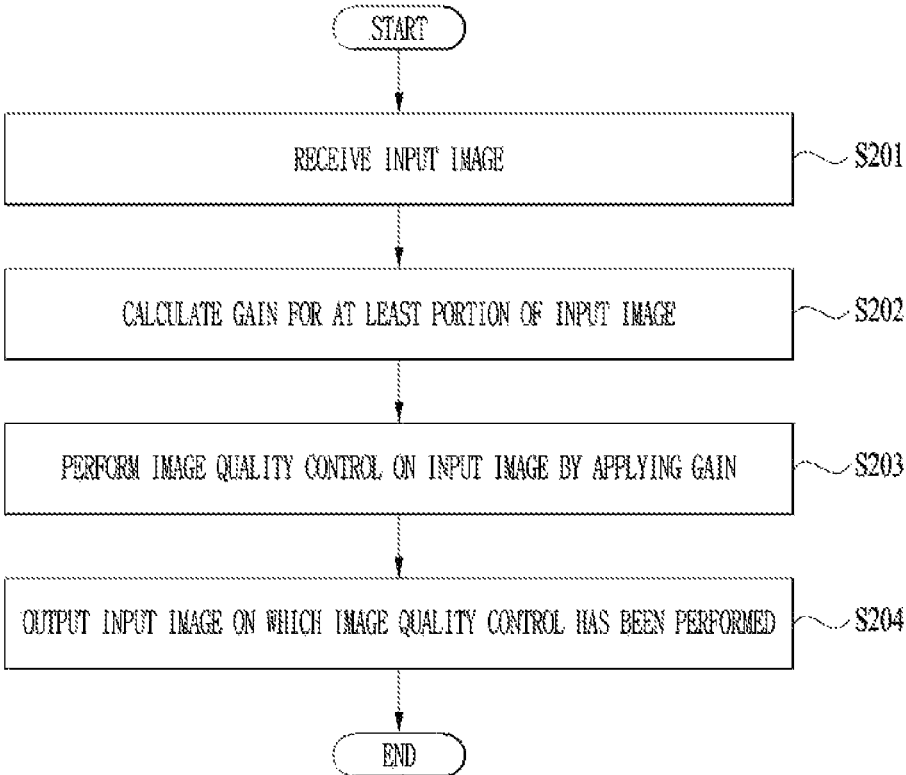 START
RECEIVE INPUT IMAGE
S201
CALCULATE GAIN FOR AT LEAST PORTION OF INPUT IMAGE
S202
PERFORM IMAGE QUALITY CONTROL ON INPUT IMAGE BY APPLYING GAIN
S203
OUTPUT INPUT IMAGE ON WHICH IMAGE QUALITY CONTROL HAS BEEN PERFORMED
S204
END